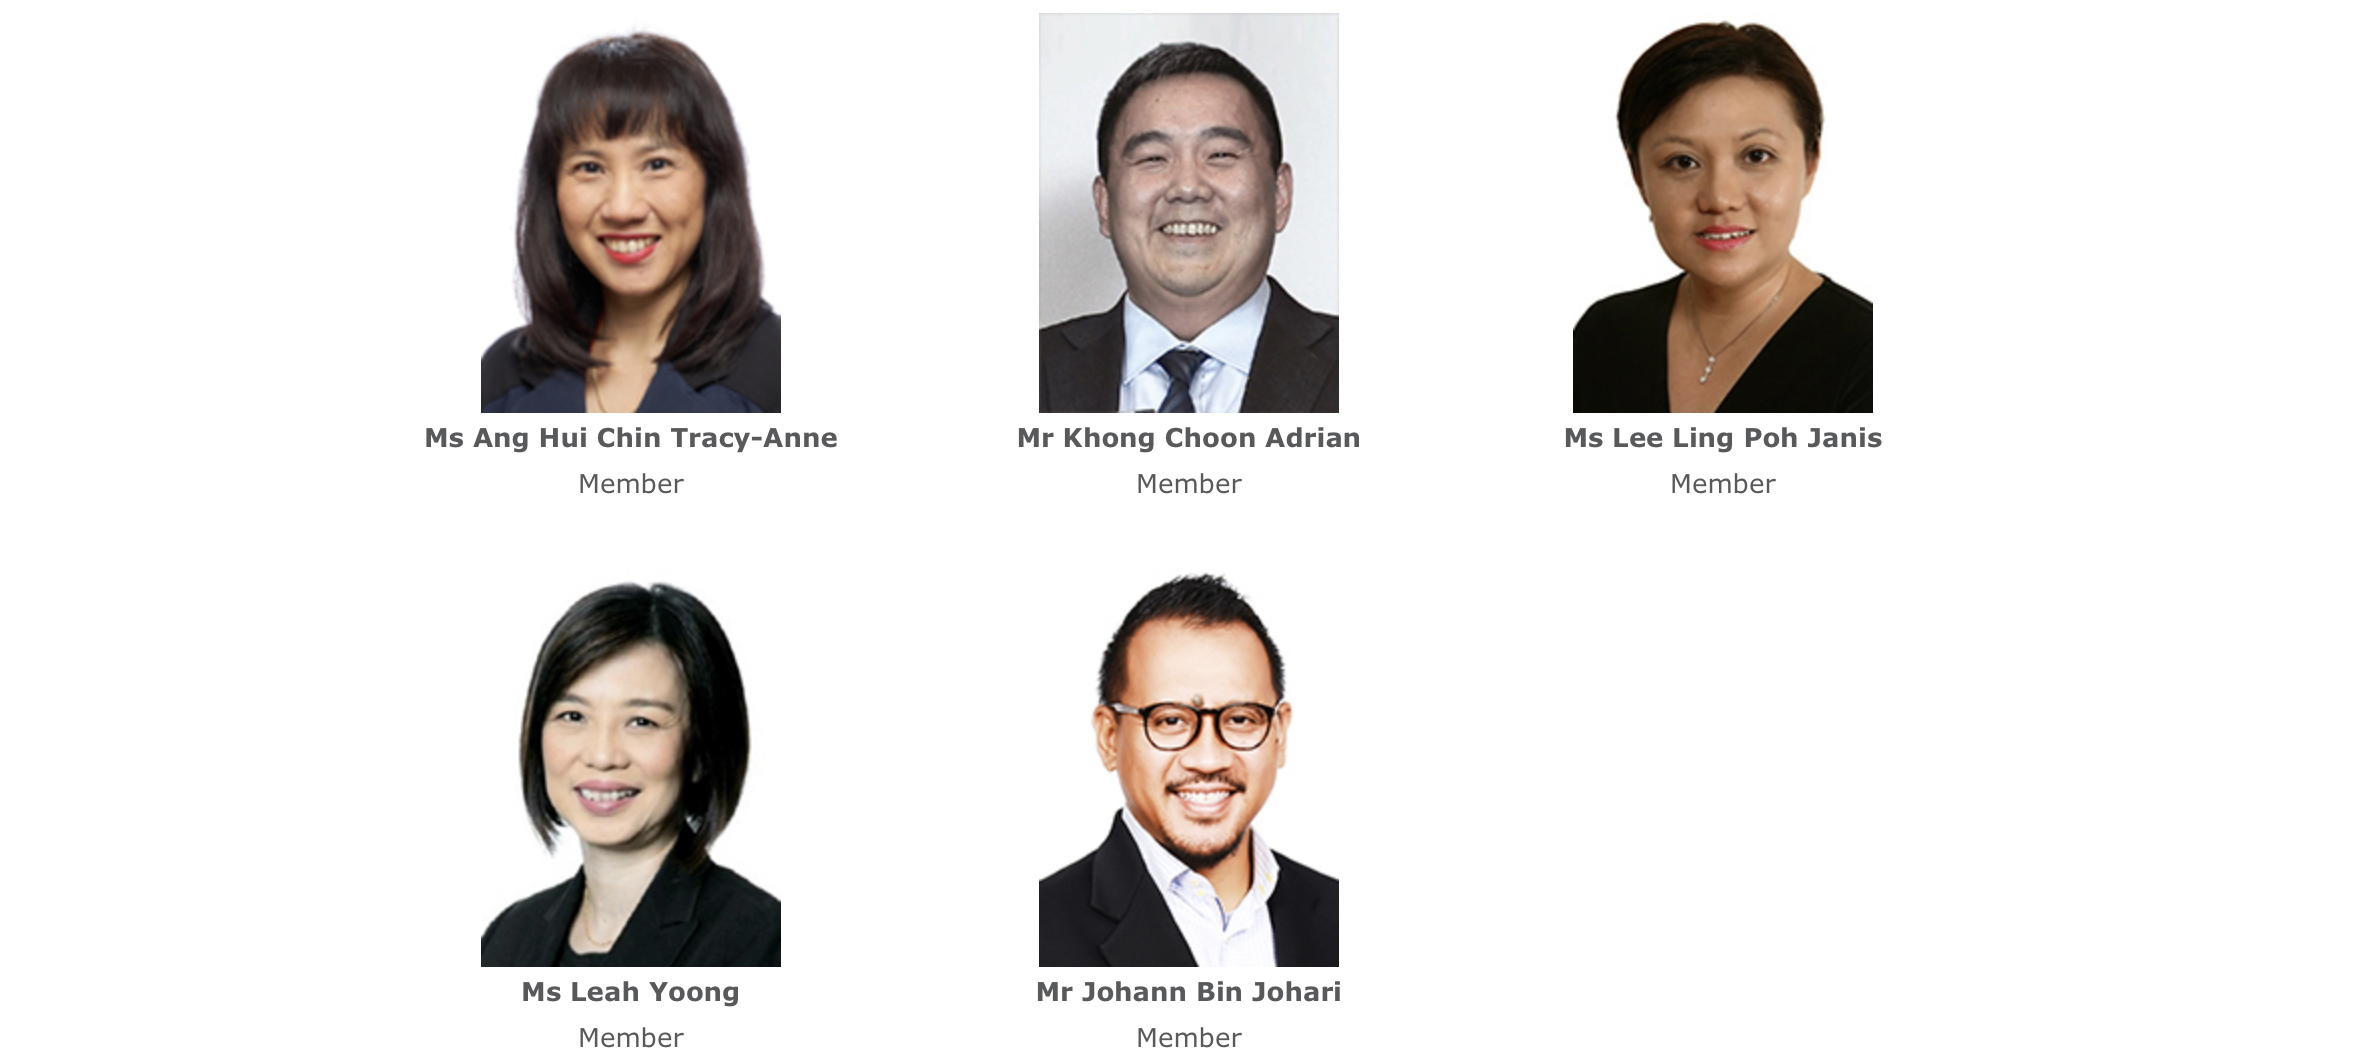 Ms Ang Hui Chin Tracy-Anne
Member
Mr Khong Choon Adrian
Member
Ms Lee Ling Poh Janis
Member
Ms Leah Yoong
Member
Mr Johann Bin Johari
Member